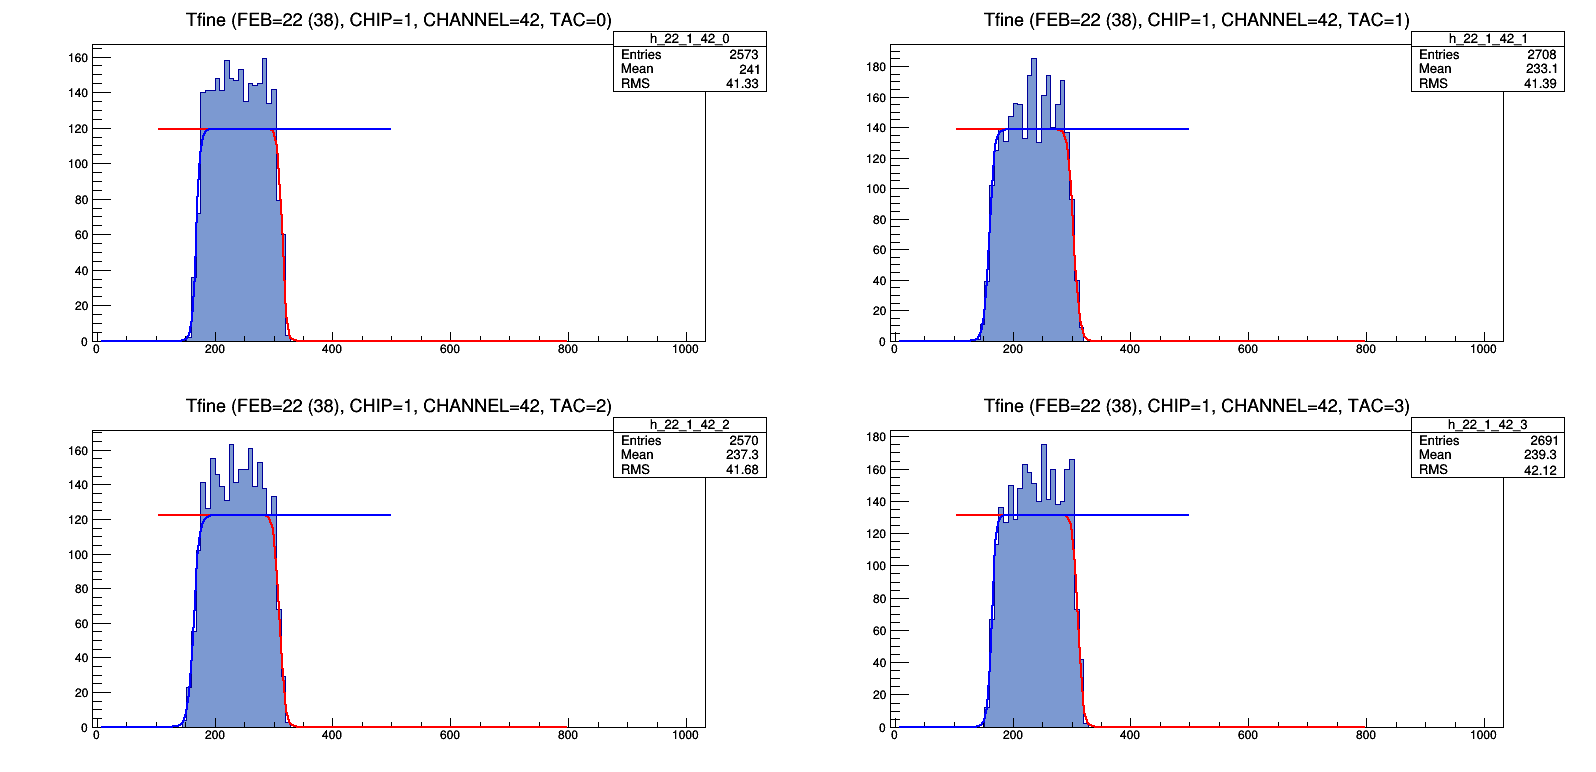 Tfine (FEB=22 (38), CHIP=1, CHANNEL=42, TAC=0)
h_22_1_42_0
Entries 2573
Mean 241
RMS 41.33
160
140
120
100
80
60
40
20
0
0 200 400 600 800 1000
Tfine (FEB=22 (38), CHIP=1, CHANNEL=42, TAC=1)
h_22_1_42_1
Entries 2708
Mean 233.1
RMS 41.39
180
160
140
120
100
80
60
40
20
0
0 200 400 600 800 1000
Tfine (FEB=22 (38), CHIP=1, CHANNEL=42, TAC=2)
h_22_1_42_2
Entries 2570
Mean 237.3
RMS 41.68
160
140
120
100
80
60
40
20
0
0 200 400 600 800 1000
Tfine (FEB=22 (38), CHIP=1, CHANNEL=42, TAC=3)
h_22_1_42_3
Entries 2691
Mean 239.3
RMS 42.12
180
160
140
120
100
80
60
40
20
0
0 200 400 600 800 1000